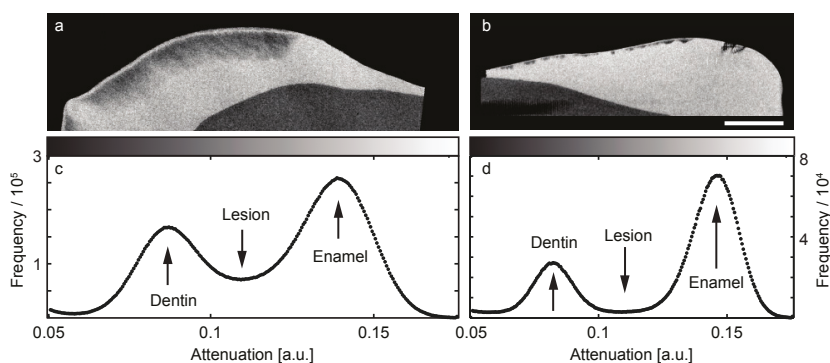 a
b
c
d
3
1
Frequency / 10⁵
Dentin
Lesion
Enamel
0.05
0.1
0.15
Attenuation [a.u.]
8
4
Frequency / 10⁴
Dentin
Lesion
Enamel
0.05
0.1
0.15
Attenuation [a.u.]